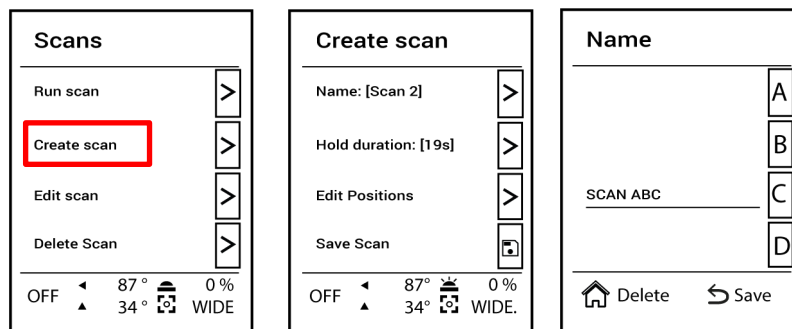 Scans
Run scan >
Create scan >
Edit scan >
Delete Scan >
OFF 87 ° 0 %
34 ° WIDE
Create scan
Name: [Scan 2] >
Hold duration: [19s] >
Edit Positions >
Save Scan
OFF 87° 0 %
34° WIDE.
Name
A
B
SCAN ABC C
D
Delete Save